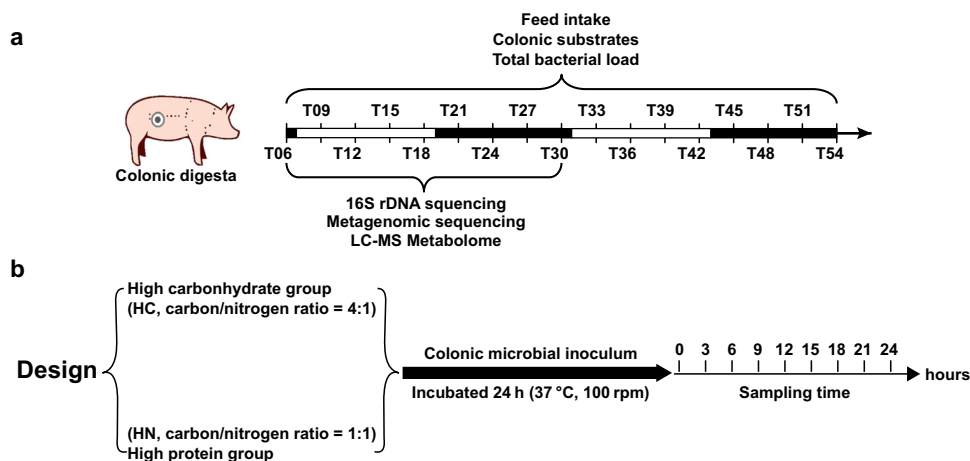 a
Feed intake
Colonic substrates
Total bacterial load
T09 T15 T21 T27 T33 T39 T45 T51
T06 T12 T18 T24 T30 T36 T42 T48 T54
Colonic digesta
16S rDNA squencing
Metagenomic sequencing
LC-MS Metabolome
b
Design
High carbonhydrate group
(HC, carbon/nitrogen ratio = 4:1)
(HN, carbon/nitrogen ratio = 1:1)
High protein group
Colonic microbial inoculum
Incubated 24 h (37 °C, 100 rpm)
0 3 6 9 12 15 18 21 24
hours
Sampling time